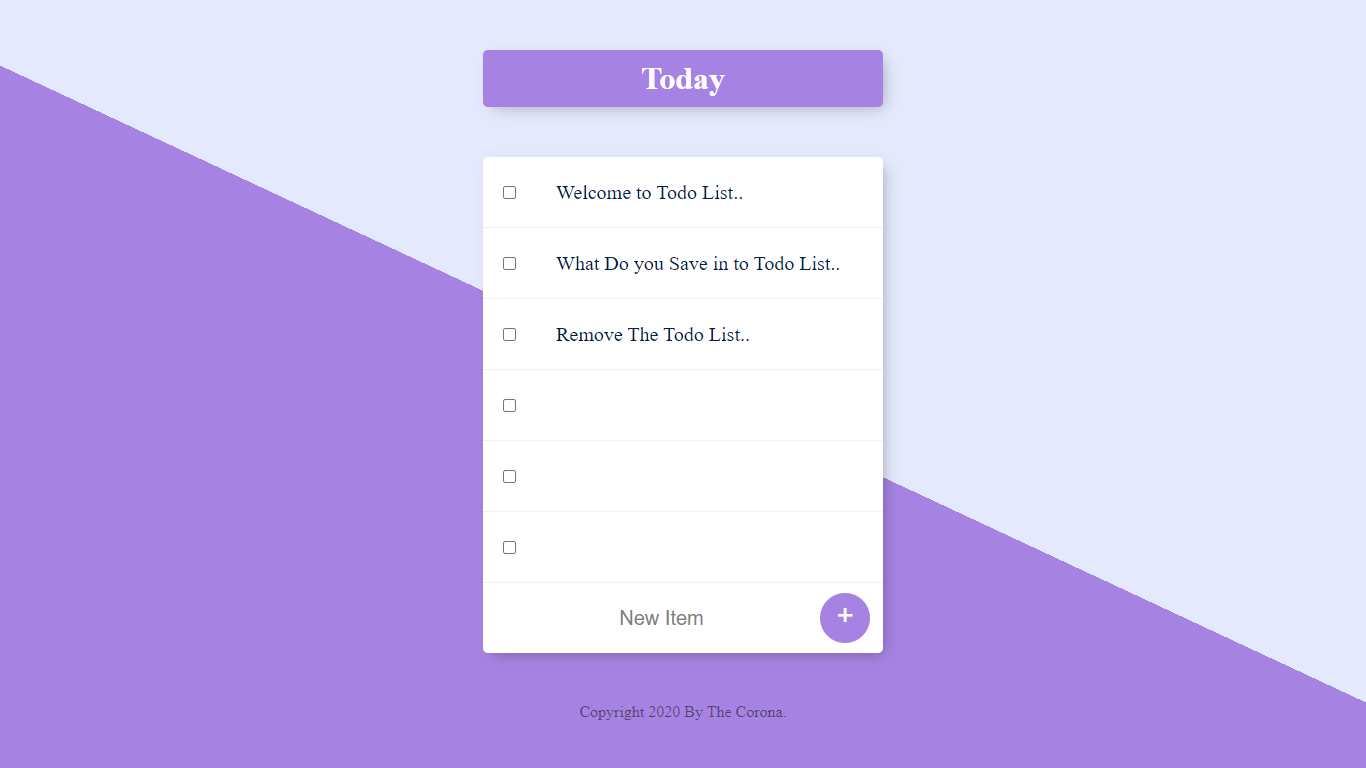 Today
Welcome to Todo List..
What Do you Save in to Todo List..
Remove The Todo List..
New Item
+
Copyright 2020 By The Corona.